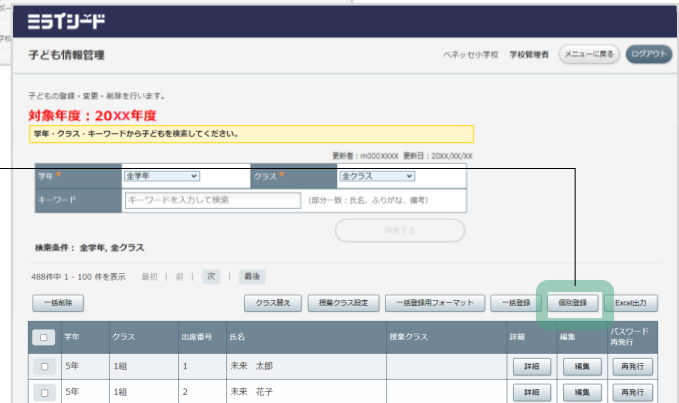 ミライシード
子ども情報管理
ベネッセ小学校 学校管理者 メニューに戻る ログアウト
子どもの登録・変更・削除を行います。
対象年度：20XX年度
学年・クラス・キーワードから子どもを検索してください。
更新者：m000XXXX 更新日：20XX/XX/XX
学年 * 全学年 クラス * 全クラス
キーワード キーワードを入力して検索 (部分一致：氏名、ふりがな、備考)
検索する
検索条件： 全学年, 全クラス
488件中 1 - 100 件を表示 最初 | 前 | 次 | 最後
一括削除 クラス替え 授業クラス設定 一括登録用フォーマット 一括登録 個別登録 Excel出力
学年 クラス 出席番号 氏名 授業クラス 詳細 編集 パスワード再発行
5年 1組 1 未来 太郎 詳細 編集 再発行
5年 1組 2 未来 花子 詳細 編集 再発行